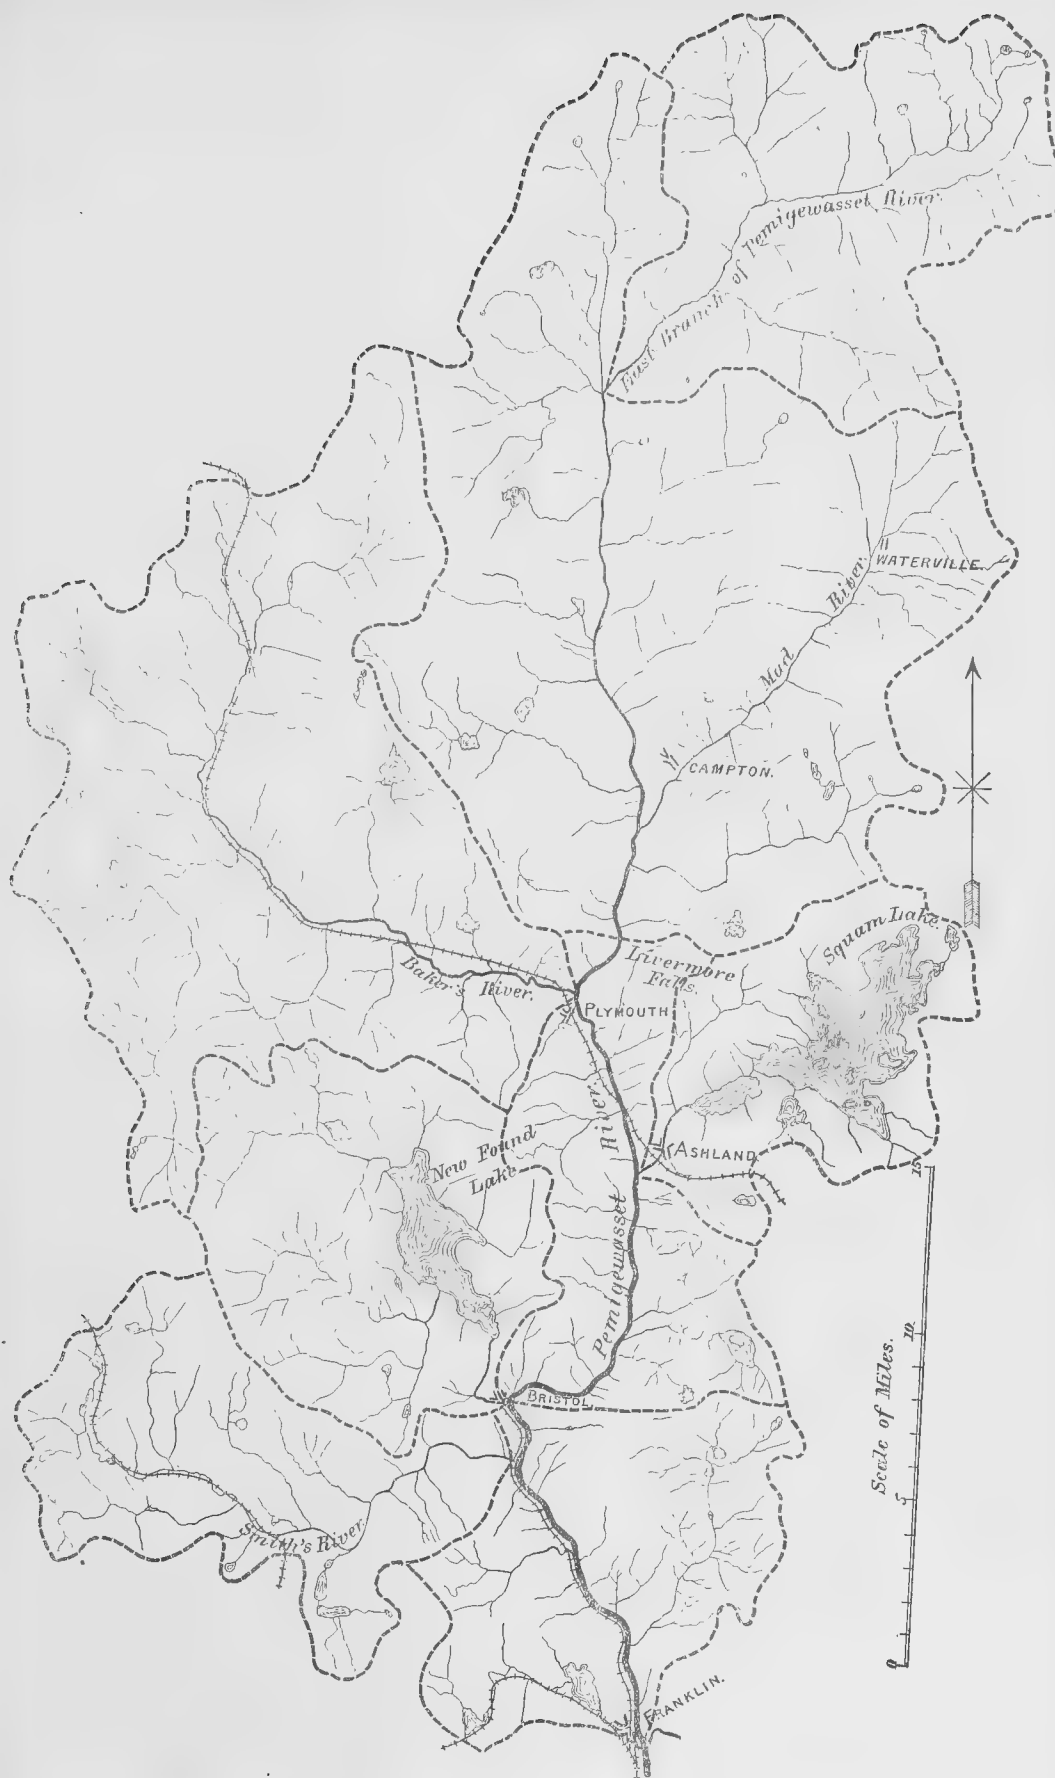 East Branch of Pemigewasset River.
WATERVILLE.
Mad River.
CAMPTON.
Squam Lake.
Livermore
Falls.
Baker's River.
PLYMOUTH
New Found
Lake
ASHLAND.
Pemigewasset River.
BRISTOL.
Smith's River.
FRANKLIN.
Scale of Miles.
0
5
10
15